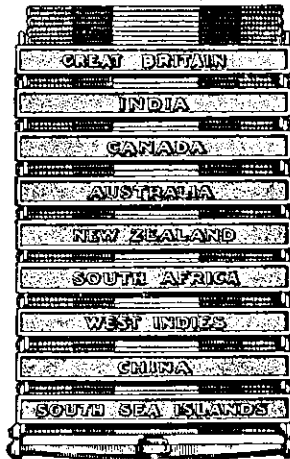 GREAT BRITAIN
INDIA
CANADA
AUSTRALIA
NEW ZEALAND
SOUTH AFRICA
WEST INDIES
CHINA
SOUTH SEA ISLANDS